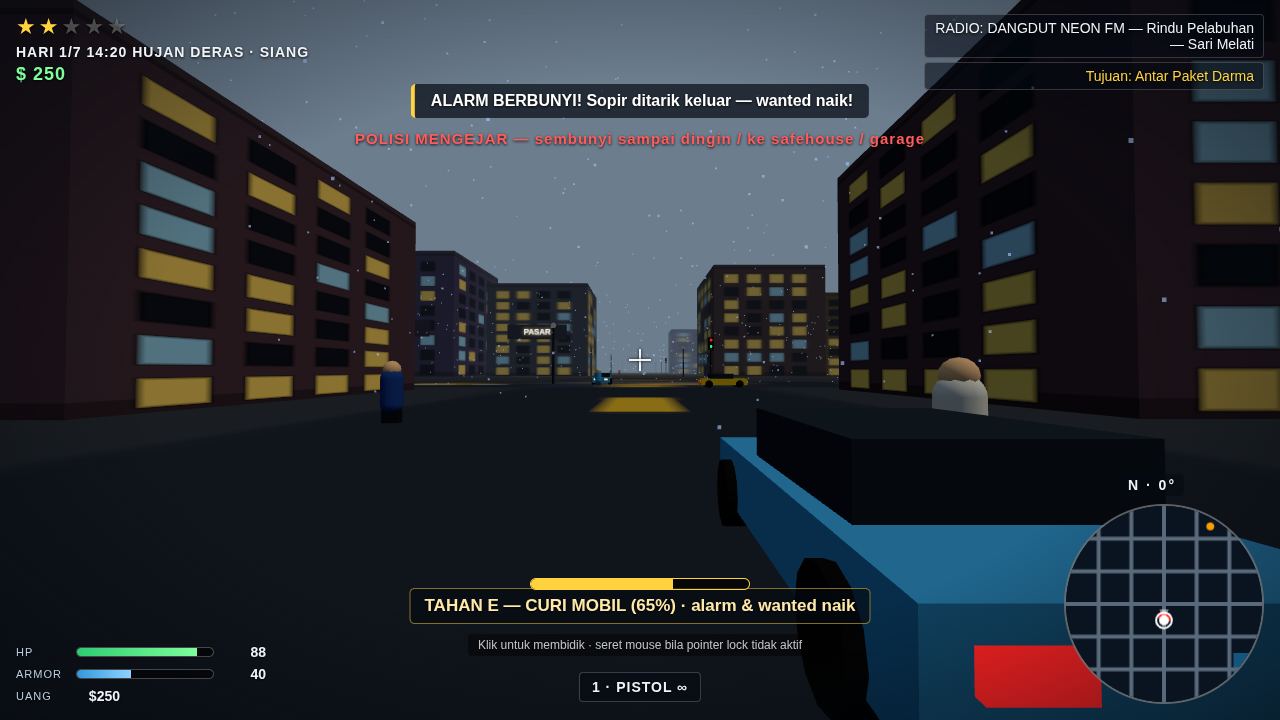 HARI 1/7 14:20 HUJAN DERAS · SIANG
$ 250
RADIO: DANGDUT NEON FM — Rindu Pelabuhan
— Sari Melati
Tujuan: Antar Paket Darma
ALARM BERBUNYI! Sopir ditarik keluar — wanted naik!
POLISI MENGEJAR — sembunyi sampai dingin / ke safehouse / garage
PASAR
N · 0°
TAHAN E — CURI MOBIL (65%) · alarm & wanted naik
Klik untuk membidik · seret mouse bila pointer lock tidak aktif
1 · PISTOL ∞
HP 88
ARMOR 40
UANG $250